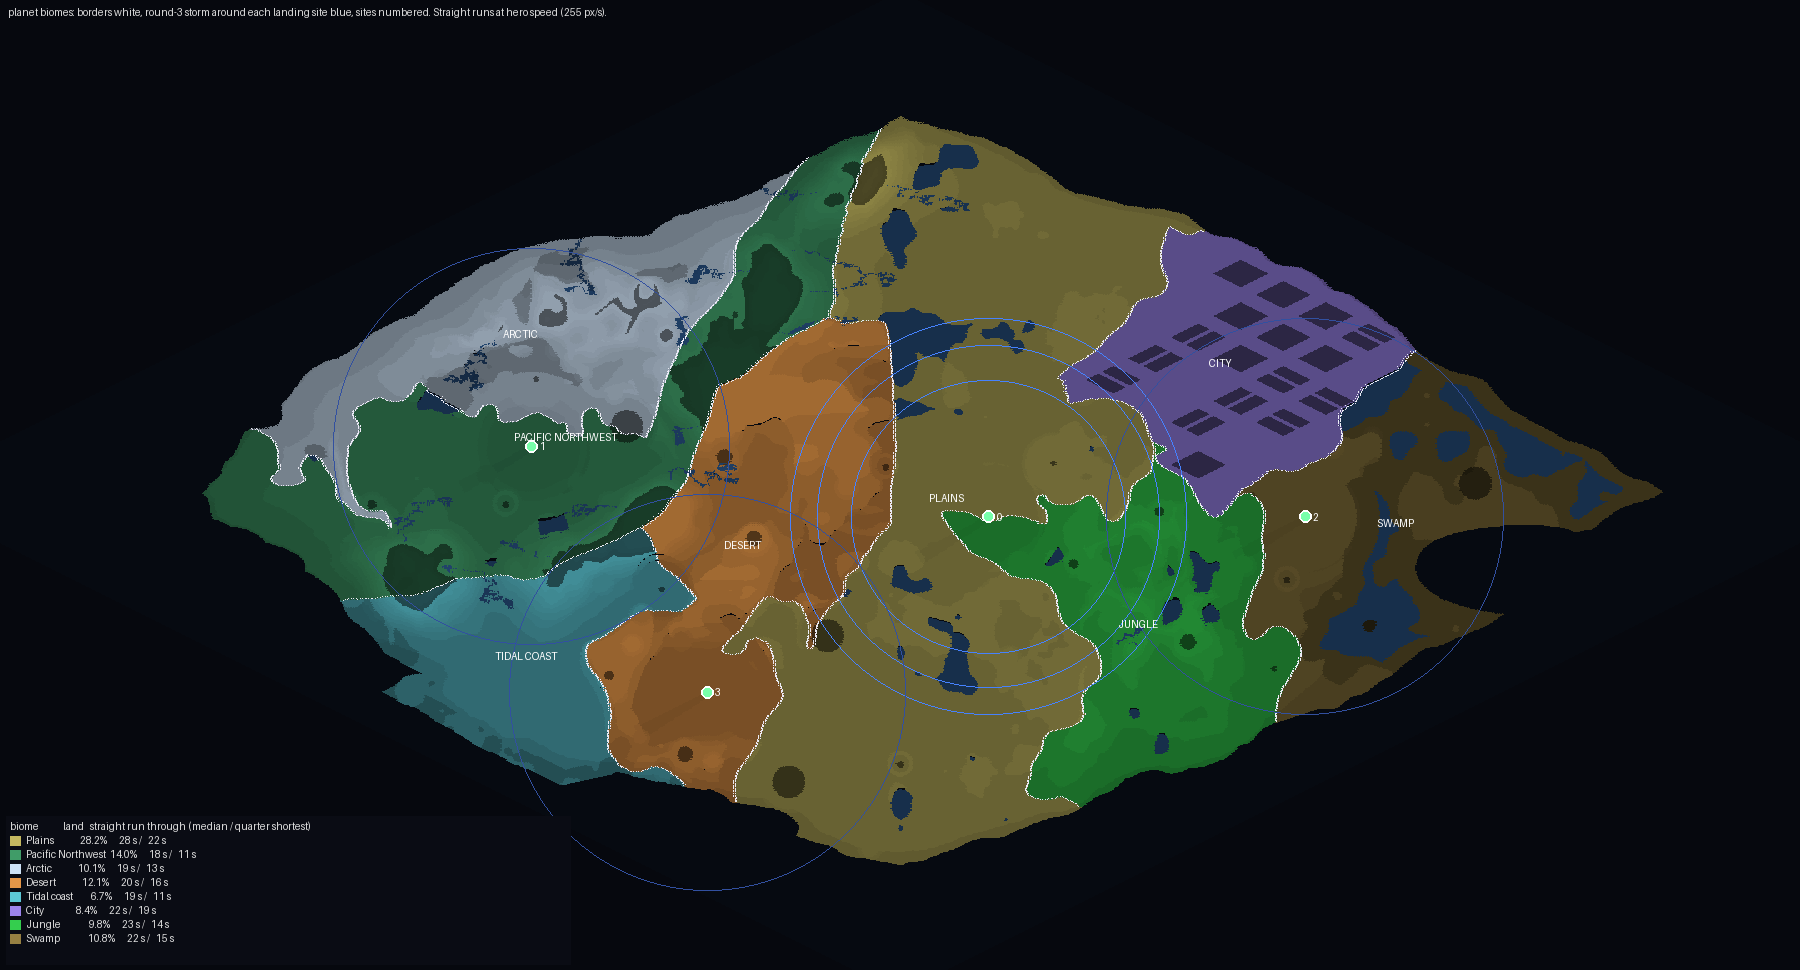 planet biomes: borders white, round-3 storm around each landing site blue, sites numbered. Straight runs at hero speed (255 px/s).
ARCTIC
CITY
PACIFIC NORTHWEST
1
PLAINS
0
2
SWAMP
DESERT
JUNGLE
TIDAL COAST
3
biome land straight run through (median / quarter shortest)
Plains 28.2% 28 s / 22 s
Pacific Northwest 14.0% 18 s / 11 s
Arctic 10.1% 19 s / 13 s
Desert 12.1% 20 s / 16 s
Tidal coast 6.7% 19 s / 11 s
City 8.4% 22 s / 19 s
Jungle 9.8% 23 s / 14 s
Swamp 10.8% 22 s / 15 s